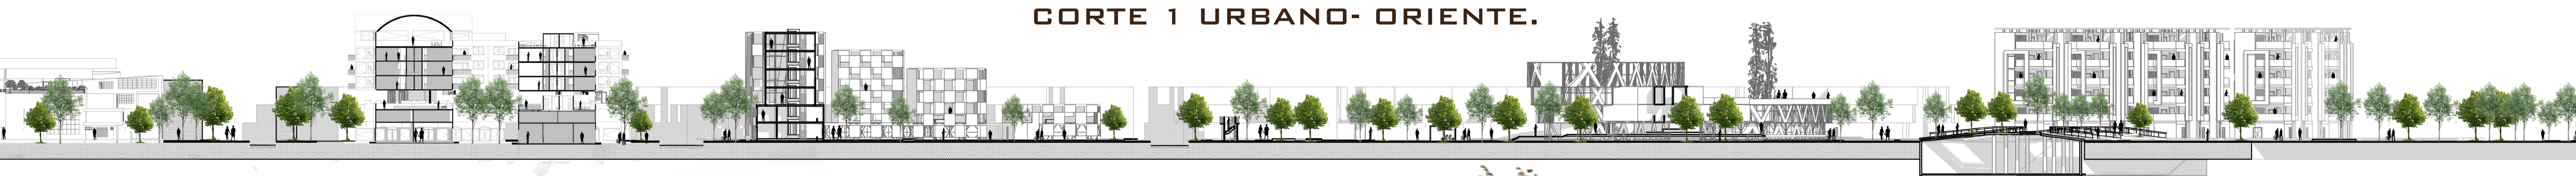 CORTE 1 URBANO- ORIENTE.